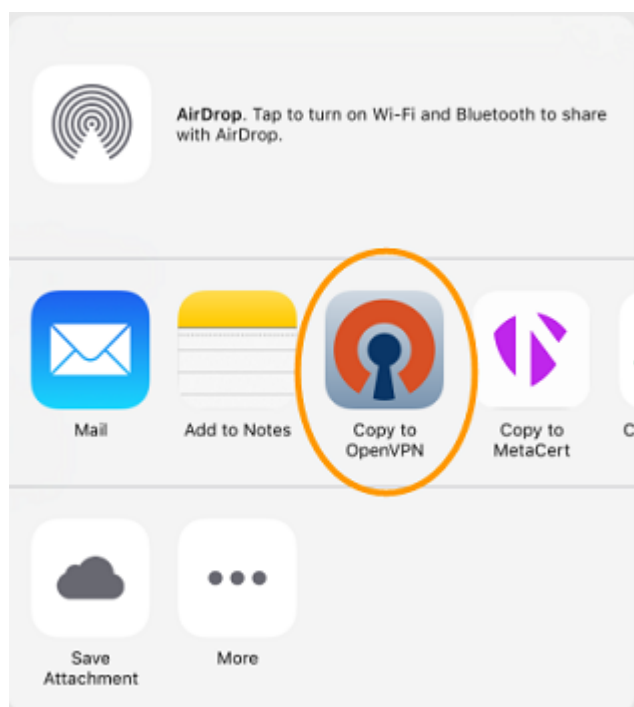 AirDrop. Tap to turn on Wi-Fi and Bluetooth to share
with AirDrop.
Mail
Add to Notes
Copy to
OpenVPN
Copy to
MetaCert
Save
Attachment
More